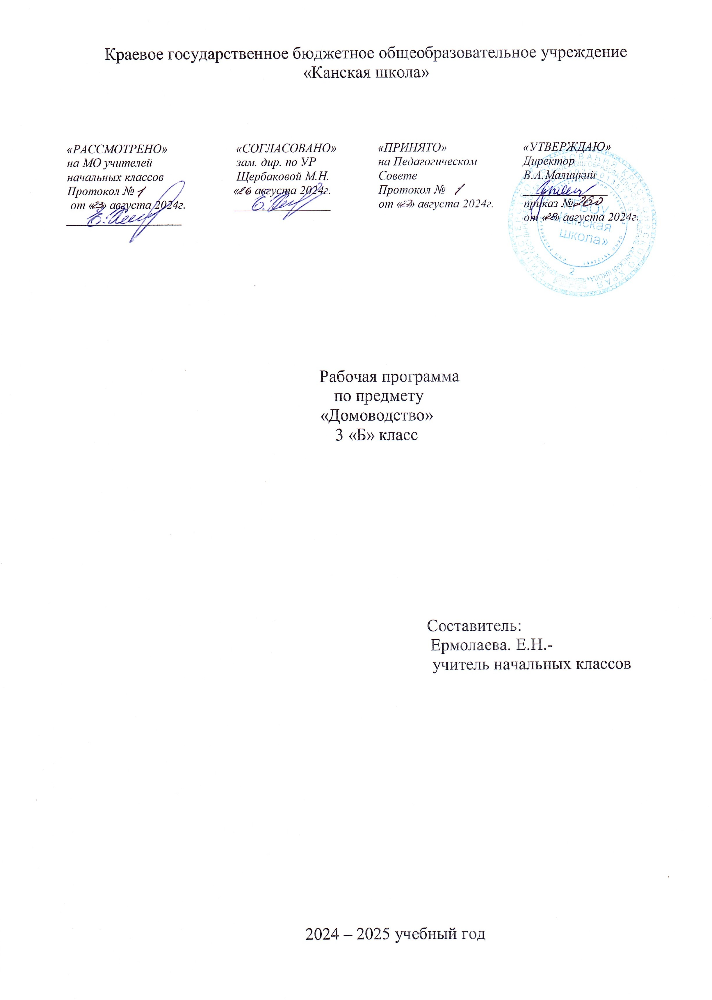 Краевое государственное бюджетное общеобразовательное учреждение
«Канская школа»
«РАССМОТРЕНО»
на МО учителей
начальных классов
Протокол № 1
от «23» августа 2024г.
«СОГЛАСОВАНО»
зам. дир. по УР
Щербаковой М.Н.
«26 августа 2024г.
«ПРИНЯТО»
на Педагогическом
Совете
Протокол № 1
от «27» августа 2024г.
«УТВЕРЖДАЮ»
Директор
В.А.Малицкий
приказ № 260
от «28» августа 2024г.
Канская
школа»
2
Рабочая программа
по предмету
«Домоводство»
3 «Б» класс
Составитель:
Ермолаева. Е.Н.-
учитель начальных классов
2024 – 2025 учебный год